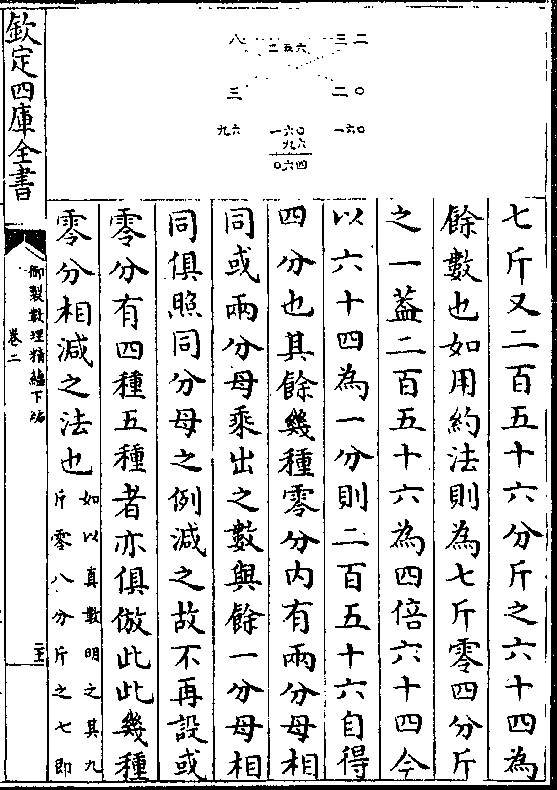 八 二五六 三二
三 二〇
九六 一六〇 一六〇
九六
〇六四
七斤又二百五十六分斤之六十四為
餘數也如用約法則為七斤零四分斤
之一蓋二百五十六為四倍六十四今
以六十四為一分則二百五十六自得
四分也其餘幾種零分內有兩分母相
同或兩分母乘出之數與餘一分母相
同俱照同分母之例減之故不再設或
零分有四種五種者亦俱倣此此幾種
零分相減之法也
如以真數明之其九
斤零八分斤之七即
欽定四庫全書
御製數理精蘊下編
卷二